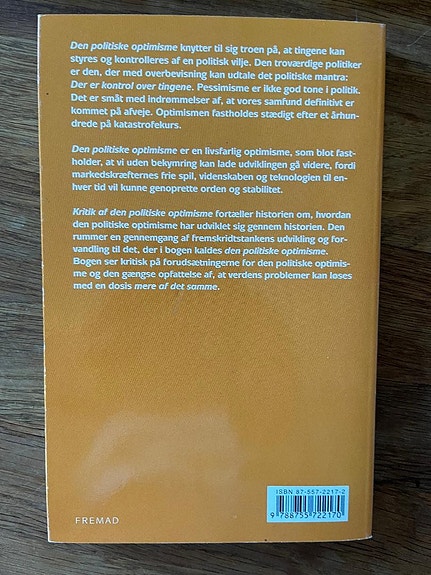 Den politiske optimisme knytter til sig troen på, at tingene kan
styres og kontrolleres af en politisk vilje. Den troværdige politiker
er den, der med overbevisning kan udtale det politiske mantra:
Der er kontrol over tingene. Pessimisme er ikke god tone i politik.
Det er småt med indrømmelser af, at vores samfund definitivt er
kommet på afveje. Optimismen fastholdes stædigt efter et århun-
drede på katastrofekurs.
Den politiske optimisme er en livsfarlig optimisme, som blot fast-
holder, at vi uden bekymring kan lade udviklingen gå videre, fordi
markedskræfternes frie spil, videnskaben og teknologien til en-
hver tid vil kunne genoprette orden og stabilitet.
Kritik af den politiske optimisme fortæller historien om, hvordan
den politiske optimisme har udviklet sig gennem historien. Den
rummer en gennemgang af fremskridtstankens udvikling og for-
vandling til det, der i bogen kaldes den politiske optimisme.
Bogen ser kritisk på forudsætningerne for den politiske optimis-
me og den gængse opfattelse af, at verdens problemer kan løses
med en dosis mere af det samme.
ISBN 87-557-2217-2
9 788755 722170
FREMAD